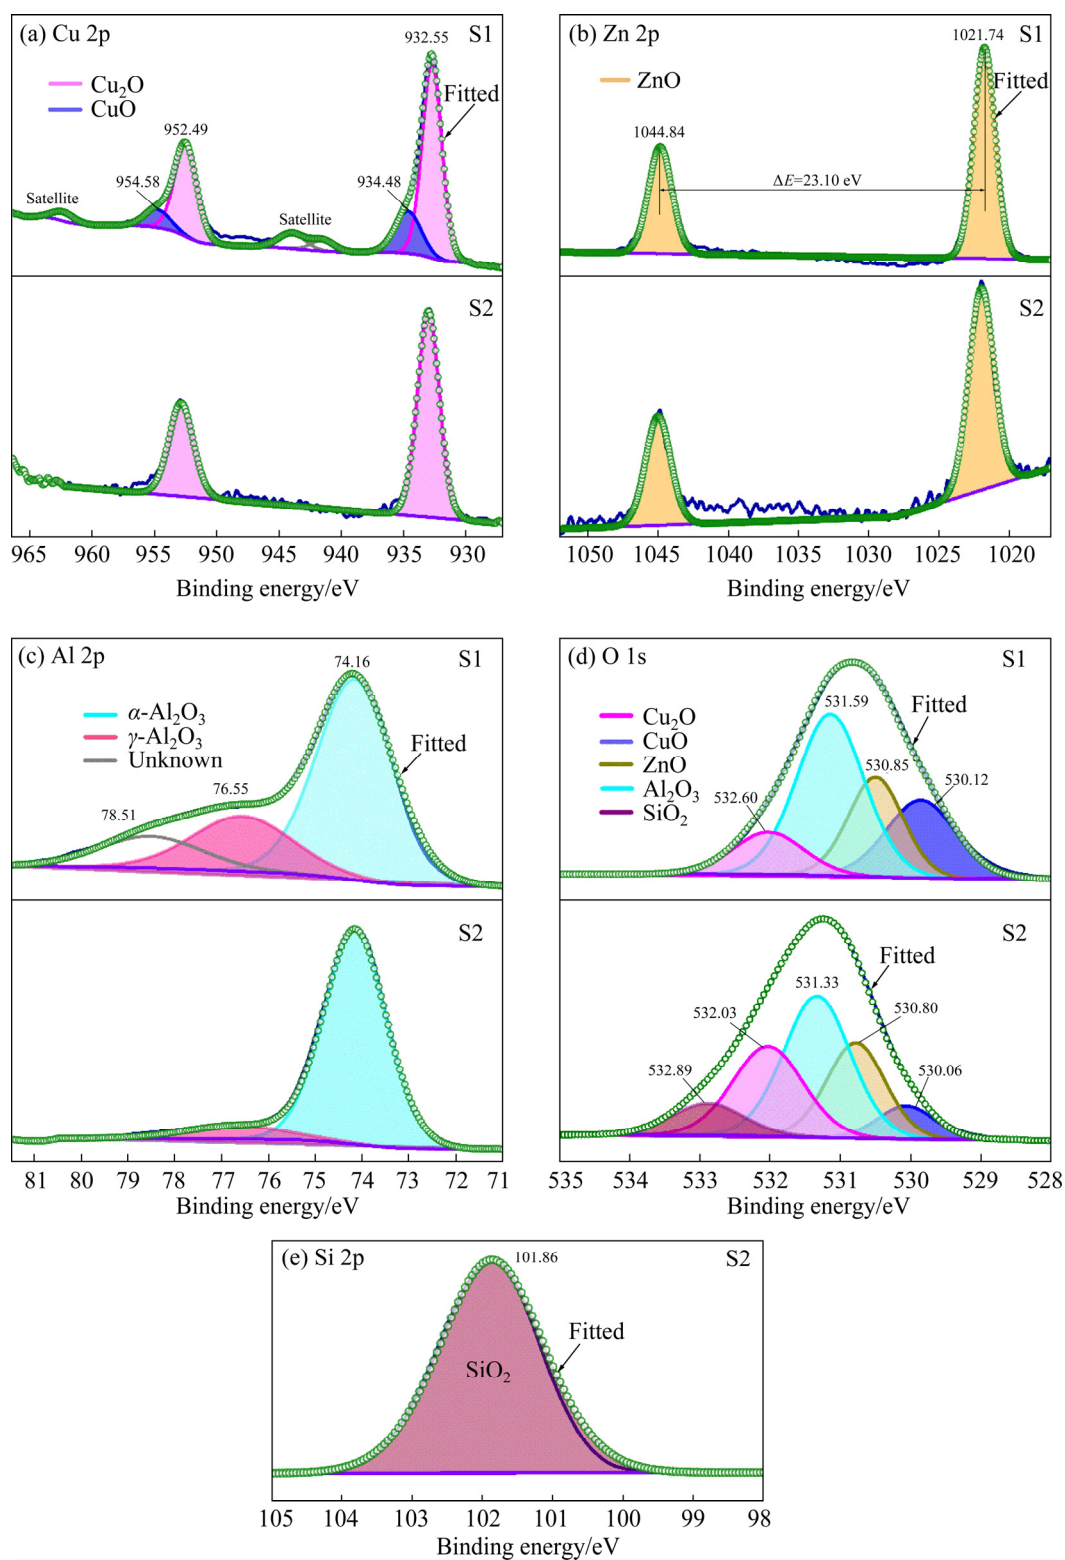 (a) Cu 2p
S1
932.55
Cu₂O
CuO
Fitted
952.49
954.58
934.48
Satellite
Satellite
S2
965 960 955 950 945 940 935 930
Binding energy/eV
(b) Zn 2p
S1
1021.74
ZnO
Fitted
1044.84
ΔE=23.10 eV
S2
1050 1045 1040 1035 1030 1025 1020
Binding energy/eV
(c) Al 2p
S1
74.16
α-Al₂O₃
γ-Al₂O₃
Unknown
Fitted
76.55
78.51
S2
81 80 79 78 77 76 75 74 73 72 71
Binding energy/eV
(d) O 1s
S1
Cu₂O
CuO
ZnO
Al₂O₃
SiO₂
531.59
Fitted
530.85
530.12
532.60
S2
Fitted
531.33
532.03
530.80
532.89
530.06
535 534 533 532 531 530 529 528
Binding energy/eV
(e) Si 2p
101.86
S2
Fitted
SiO₂
105 104 103 102 101 100 99 98
Binding energy/eV